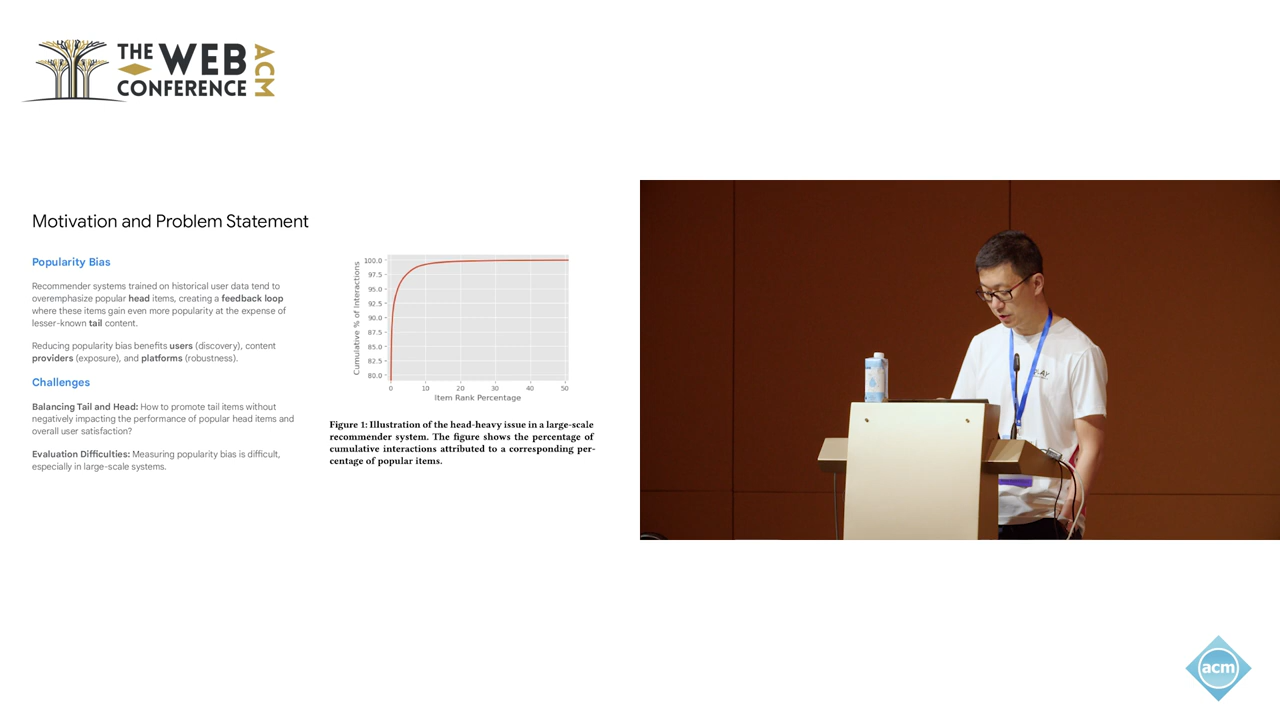 THE WEB
CONFERENCE
ACM
Motivation and Problem Statement
Popularity Bias
Recommender systems trained on historical user data tend to
overemphasize popular head items, creating a feedback loop
where these items gain even more popularity at the expense of
lesser-known tail content.
Reducing popularity bias benefits users (discovery), content
providers (exposure), and platforms (robustness).
Challenges
Balancing Tail and Head: How to promote tail items without
negatively impacting the performance of popular head items and
overall user satisfaction?
Evaluation Difficulties: Measuring popularity bias is difficult,
especially in large-scale systems.
Cumulative % of Interactions
100.0
97.5
95.0
92.5
90.0
87.5
85.0
82.5
80.0
0 10 20 30 40 50
Item Rank Percentage
Figure 1: Illustration of the head-heavy issue in a large-scale
recommender system. The figure shows the percentage of
cumulative interactions attributed to a corresponding per-
centage of popular items.
acm